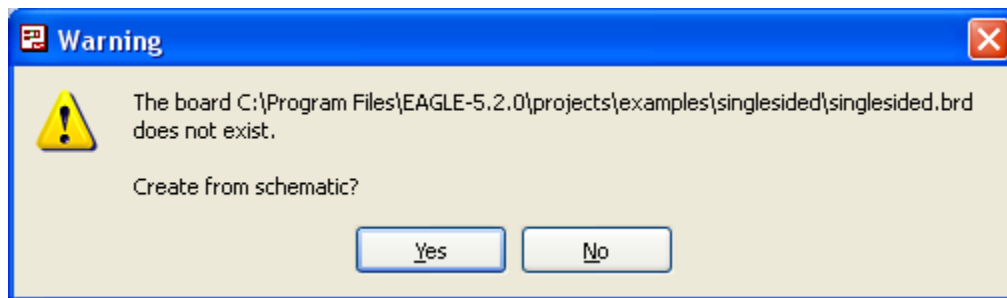 Warning
The board C:\Program Files\EAGLE-5.2.0\projects\examples\singlesided\singlesided.brd
does not exist.
Create from schematic?
Yes
No